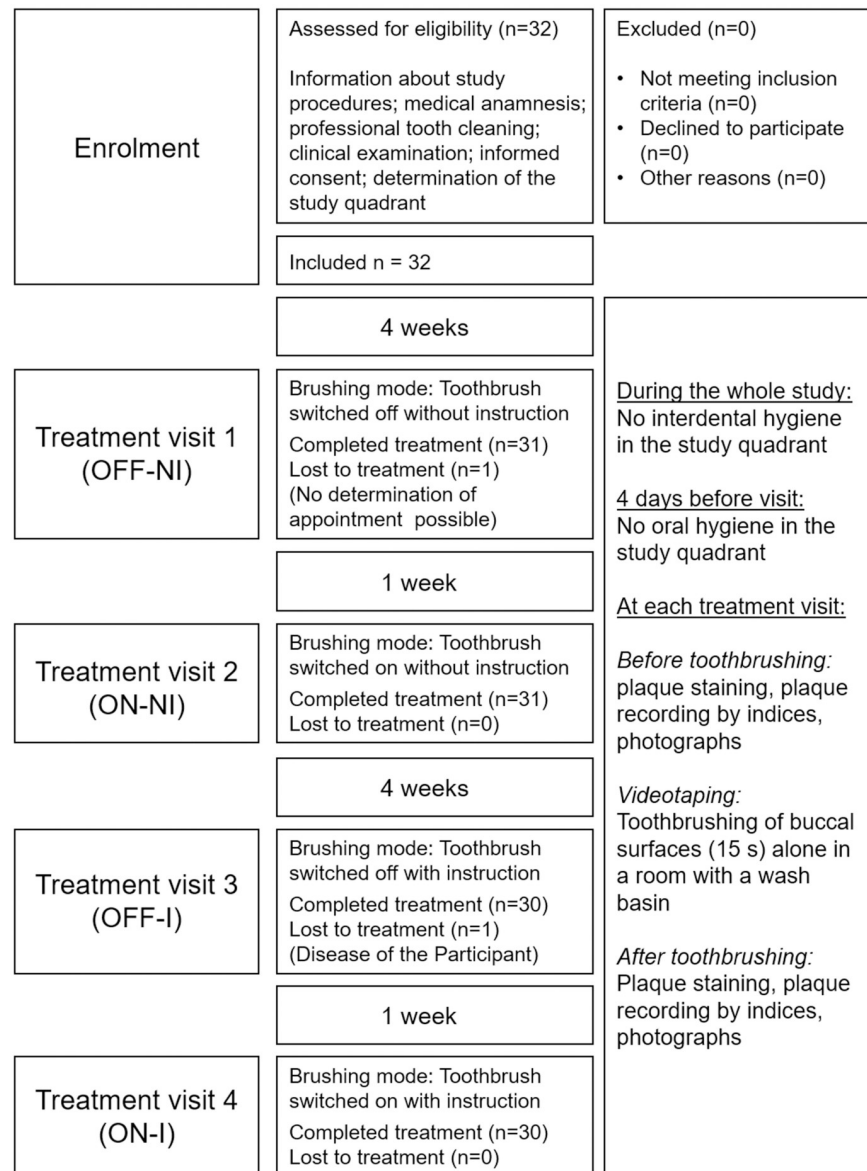 Enrolment
Assessed for eligibility (n=32)
Information about study
procedures; medical anamnesis;
professional tooth cleaning;
clinical examination; informed
consent; determination of the
study quadrant
Excluded (n=0)
• Not meeting inclusion
criteria (n=0)
• Declined to participate
(n=0)
• Other reasons (n=0)
Included n = 32
4 weeks
Treatment visit 1
(OFF-NI)
Brushing mode: Toothbrush
switched off without instruction
Completed treatment (n=31)
Lost to treatment (n=1)
(No determination of
appointment possible)
1 week
Treatment visit 2
(ON-NI)
Brushing mode: Toothbrush
switched on without instruction
Completed treatment (n=31)
Lost to treatment (n=0)
4 weeks
Treatment visit 3
(OFF-I)
Brushing mode: Toothbrush
switched off with instruction
Completed treatment (n=30)
Lost to treatment (n=1)
(Disease of the Participant)
1 week
Treatment visit 4
(ON-I)
Brushing mode: Toothbrush
switched on with instruction
Completed treatment (n=30)
Lost to treatment (n=0)
During the whole study:
No interdental hygiene
in the study quadrant
4 days before visit:
No oral hygiene in the
study quadrant
At each treatment visit:
Before toothbrushing:
plaque staining, plaque
recording by indices,
photographs
Videotaping:
Toothbrushing of buccal
surfaces (15 s) alone in
a room with a wash
basin
After toothbrushing:
Plaque staining, plaque
recording by indices,
photographs